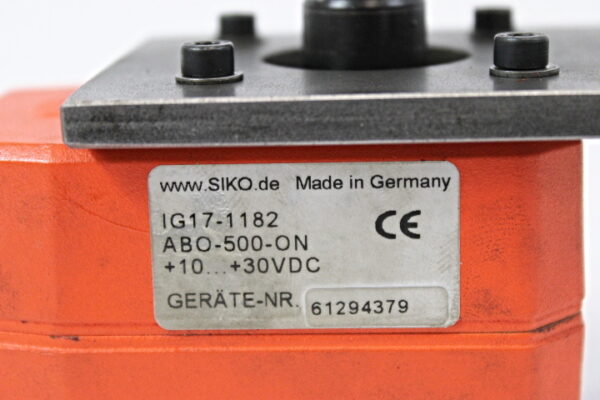 www.SIKO.de Made in Germany
IG17-1182 CE
ABO-500-ON
+10...+30VDC
GERÄTE-NR. 61294379